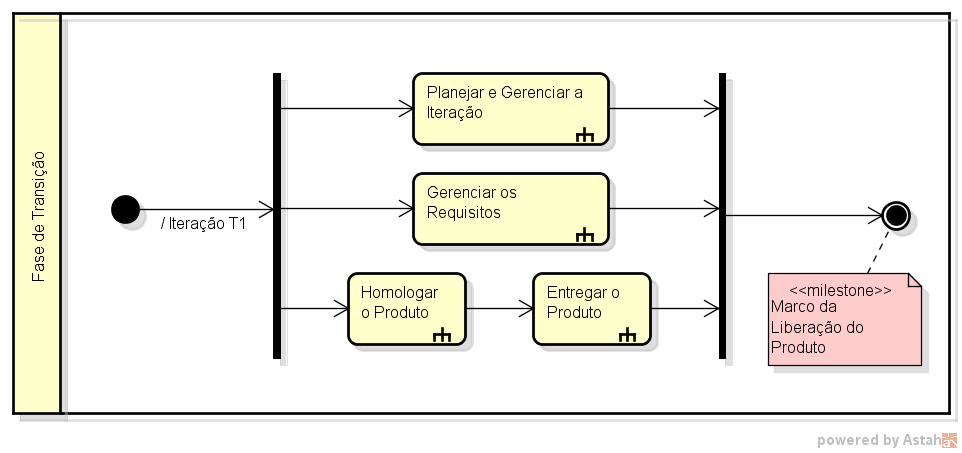 Fase de Transição
/ Iteração T1
Planejar e Gerenciar a
Iteração
Gerenciar os
Requisitos
Homologar
o Produto
Entregar o
Produto
<<milestone>>
Marco da
Liberação do
Produto
powered by Astah